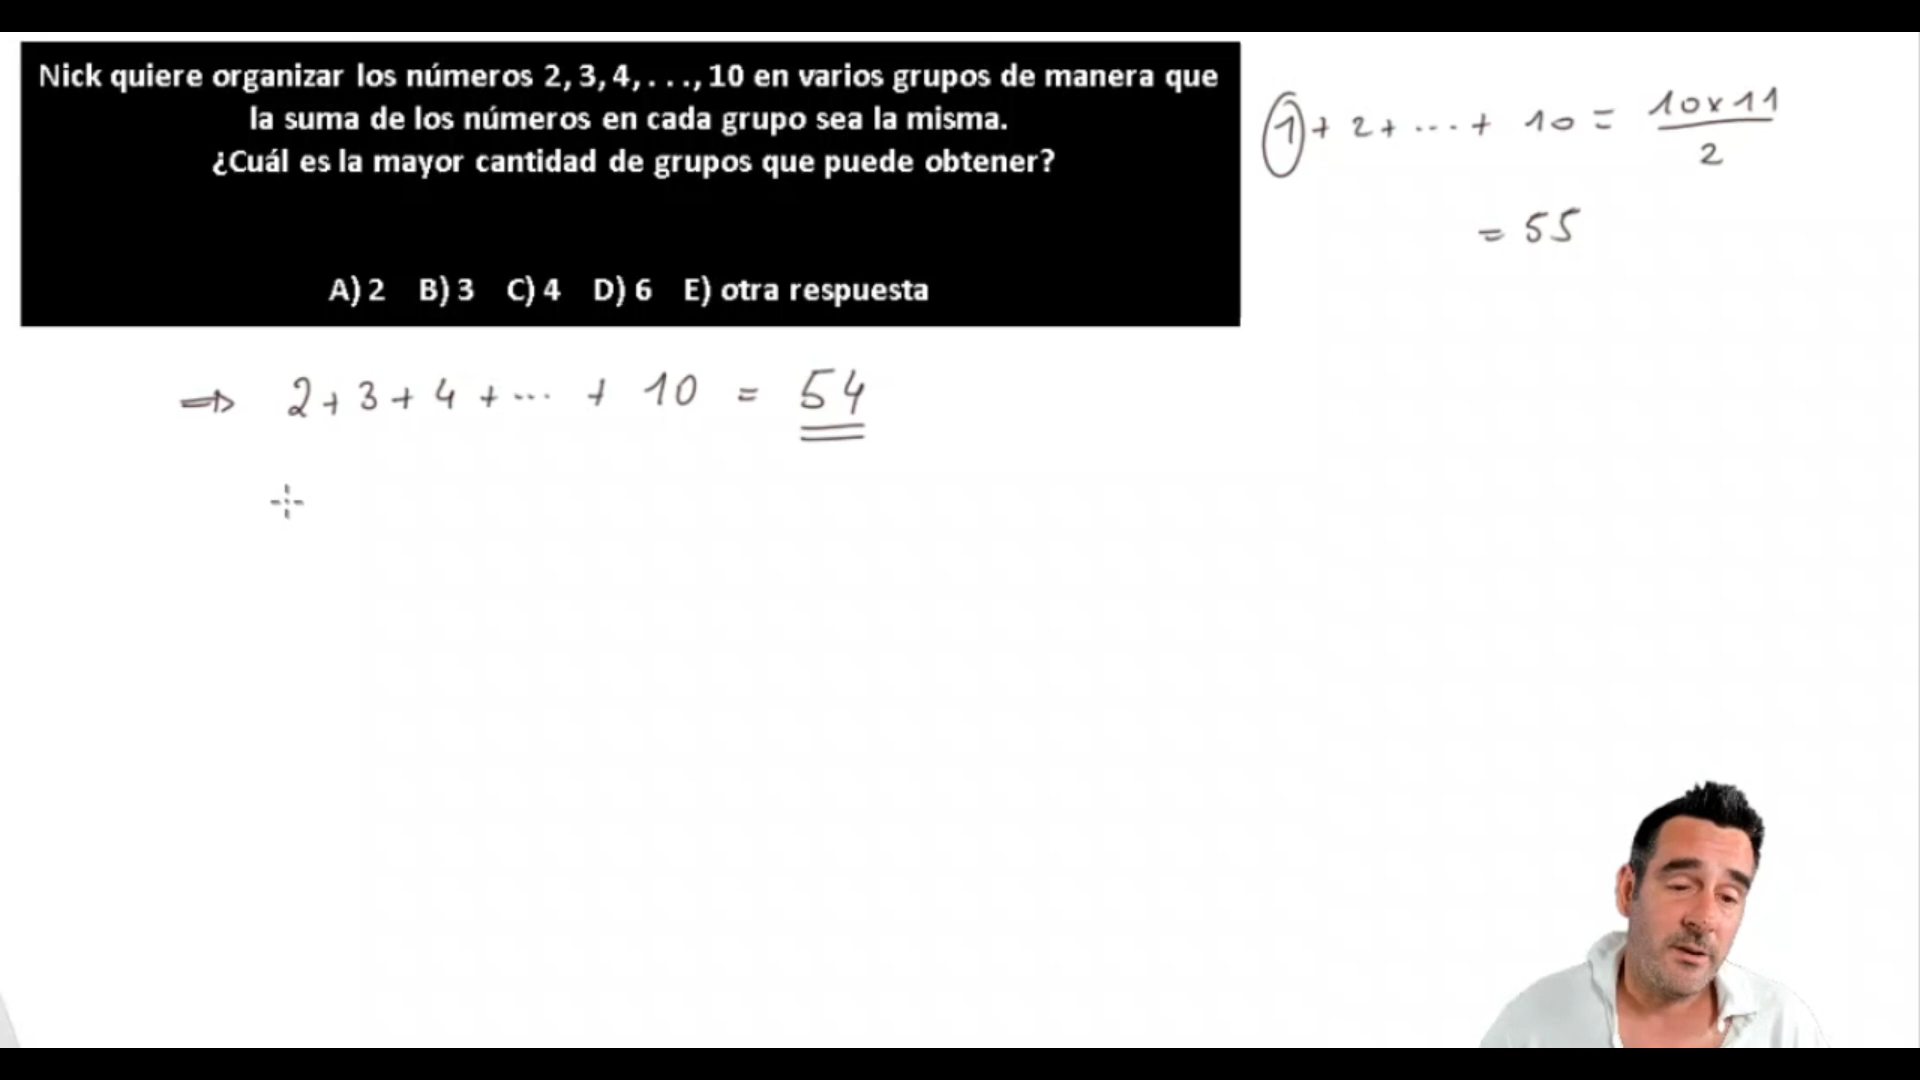 Nick quiere organizar los números 2, 3, 4, . . ., 10 en varios grupos de manera que
la suma de los números en cada grupo sea la misma.
¿Cuál es la mayor cantidad de grupos que puede obtener?
A) 2 B) 3 C) 4 D) 6 E) otra respuesta
1 + 2 + ... + 10 = 10 x 11 / 2
= 55
⇒ 2 + 3 + 4 + ... + 10 = 54